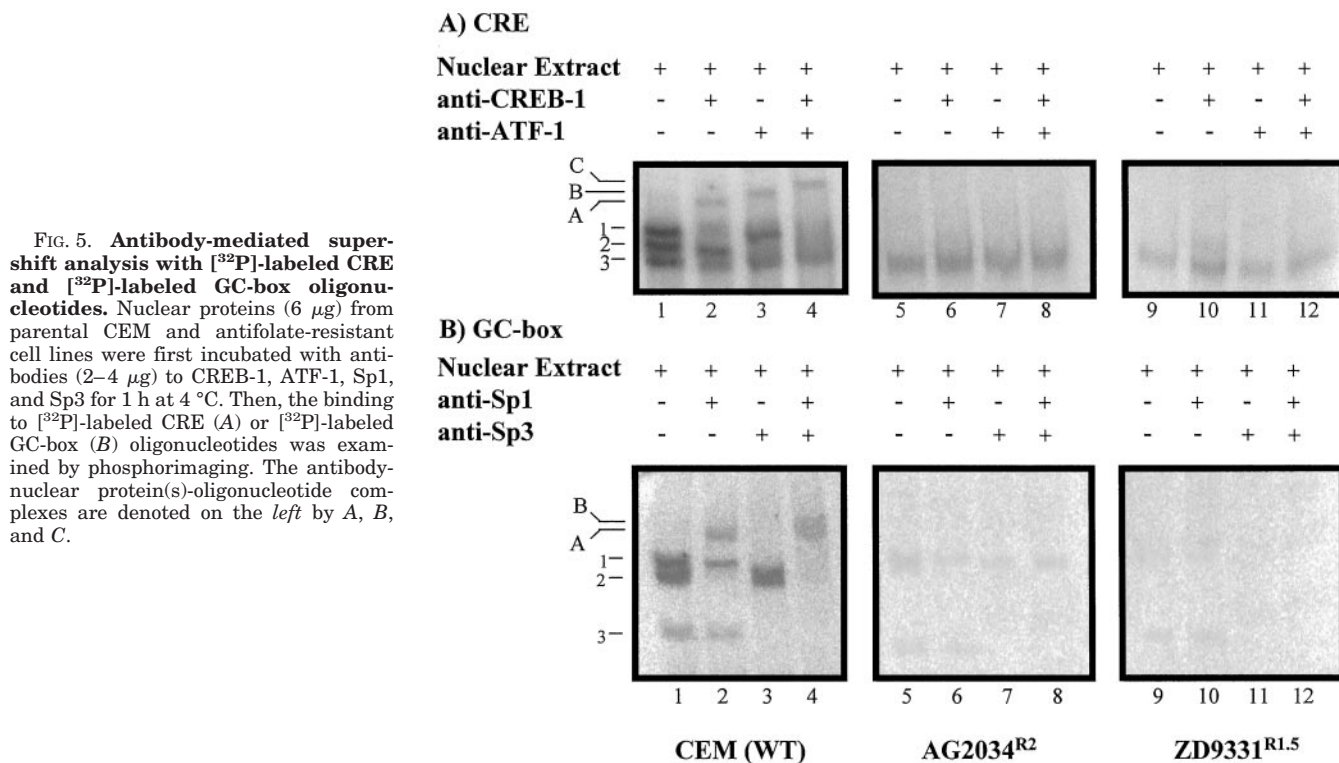 FIG. 5. Antibody-mediated super-
shift analysis with [³²P]-labeled CRE
and [³²P]-labeled GC-box oligonu-
cleotides. Nuclear proteins (6 μg) from
parental CEM and antifolate-resistant
cell lines were first incubated with anti-
bodies (2–4 μg) to CREB-1, ATF-1, Sp1,
and Sp3 for 1 h at 4 °C. Then, the binding
to [³²P]-labeled CRE (A) or [³²P]-labeled
GC-box (B) oligonucleotides was exam-
ined by phosphorimaging. The antibody-
nuclear protein(s)-oligonucleotide com-
plexes are denoted on the left by A, B,
and C.
A) CRE
Nuclear Extract + + + + + + + + + + + +
anti-CREB-1 - + - + - + - + - + - +
anti-ATF-1 - - + + - - + + - - + +
C
B
A
1
2
3
1 2 3 4 5 6 7 8 9 10 11 12
B) GC-box
Nuclear Extract + + + + + + + + + + + +
anti-Sp1 - + - + - + - + - + - +
anti-Sp3 - - + + - - + + - - + +
B
A
1
2
3
1 2 3 4 5 6 7 8 9 10 11 12
CEM (WT) AG2034ᴿ² ZD9331ᴿ¹·⁵